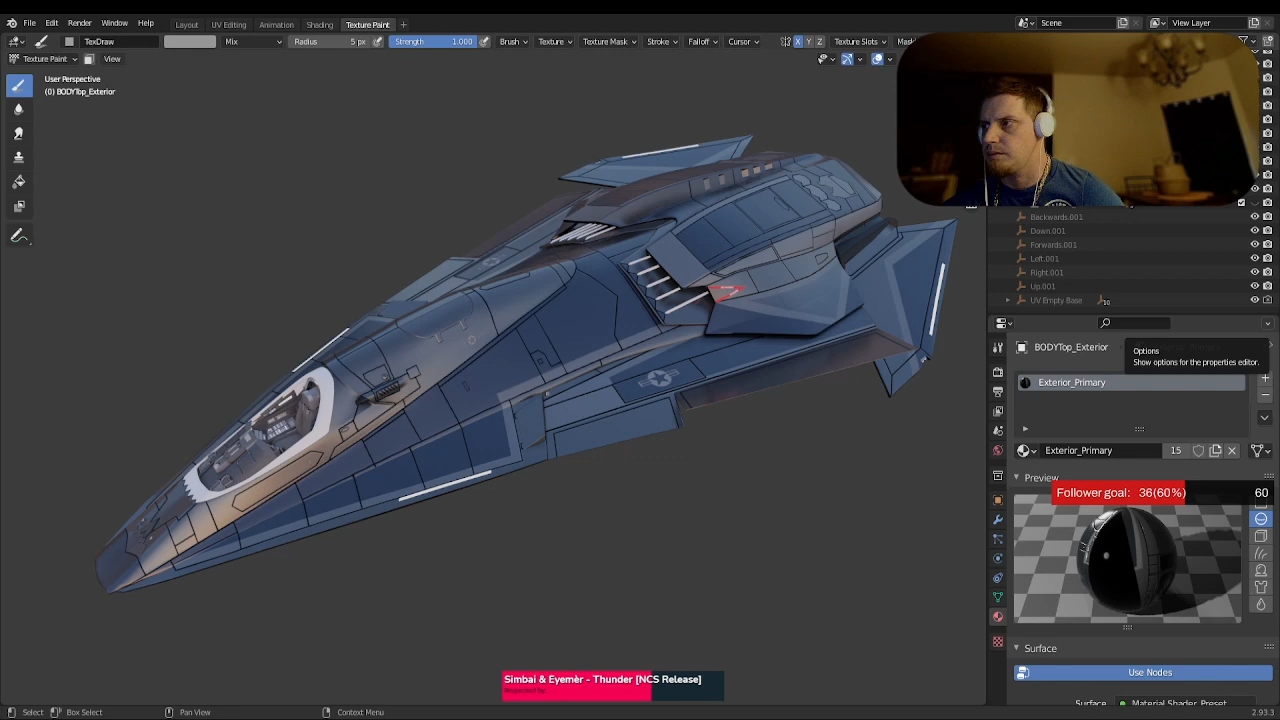 File Edit Render Window Help Layout UV Editing Animation Shading Texture Paint + Scene View Layer
TexDraw Mix Radius 5 px Strength 1.000 Brush Texture Texture Mask Stroke Falloff Cursor X Y Z Texture Slots Mask
Texture Paint View
User Perspective
(0) BODYTop_Exterior
Backwards.001
Down.001
Forwards.001
Left.001
Right.001
Up.001
UV Empty Base 10
BODYTop_Exterior
Options
Show options for the properties editor.
Exterior_Primary
Exterior_Primary 15
Preview
Follower goal: 36(60%) 60
Surface
Use Nodes
Surface Material Shader_Preset
Simbai & Eyemèr - Thunder [NCS Release]
Select Box Select Pan View Context Menu 2.93.3